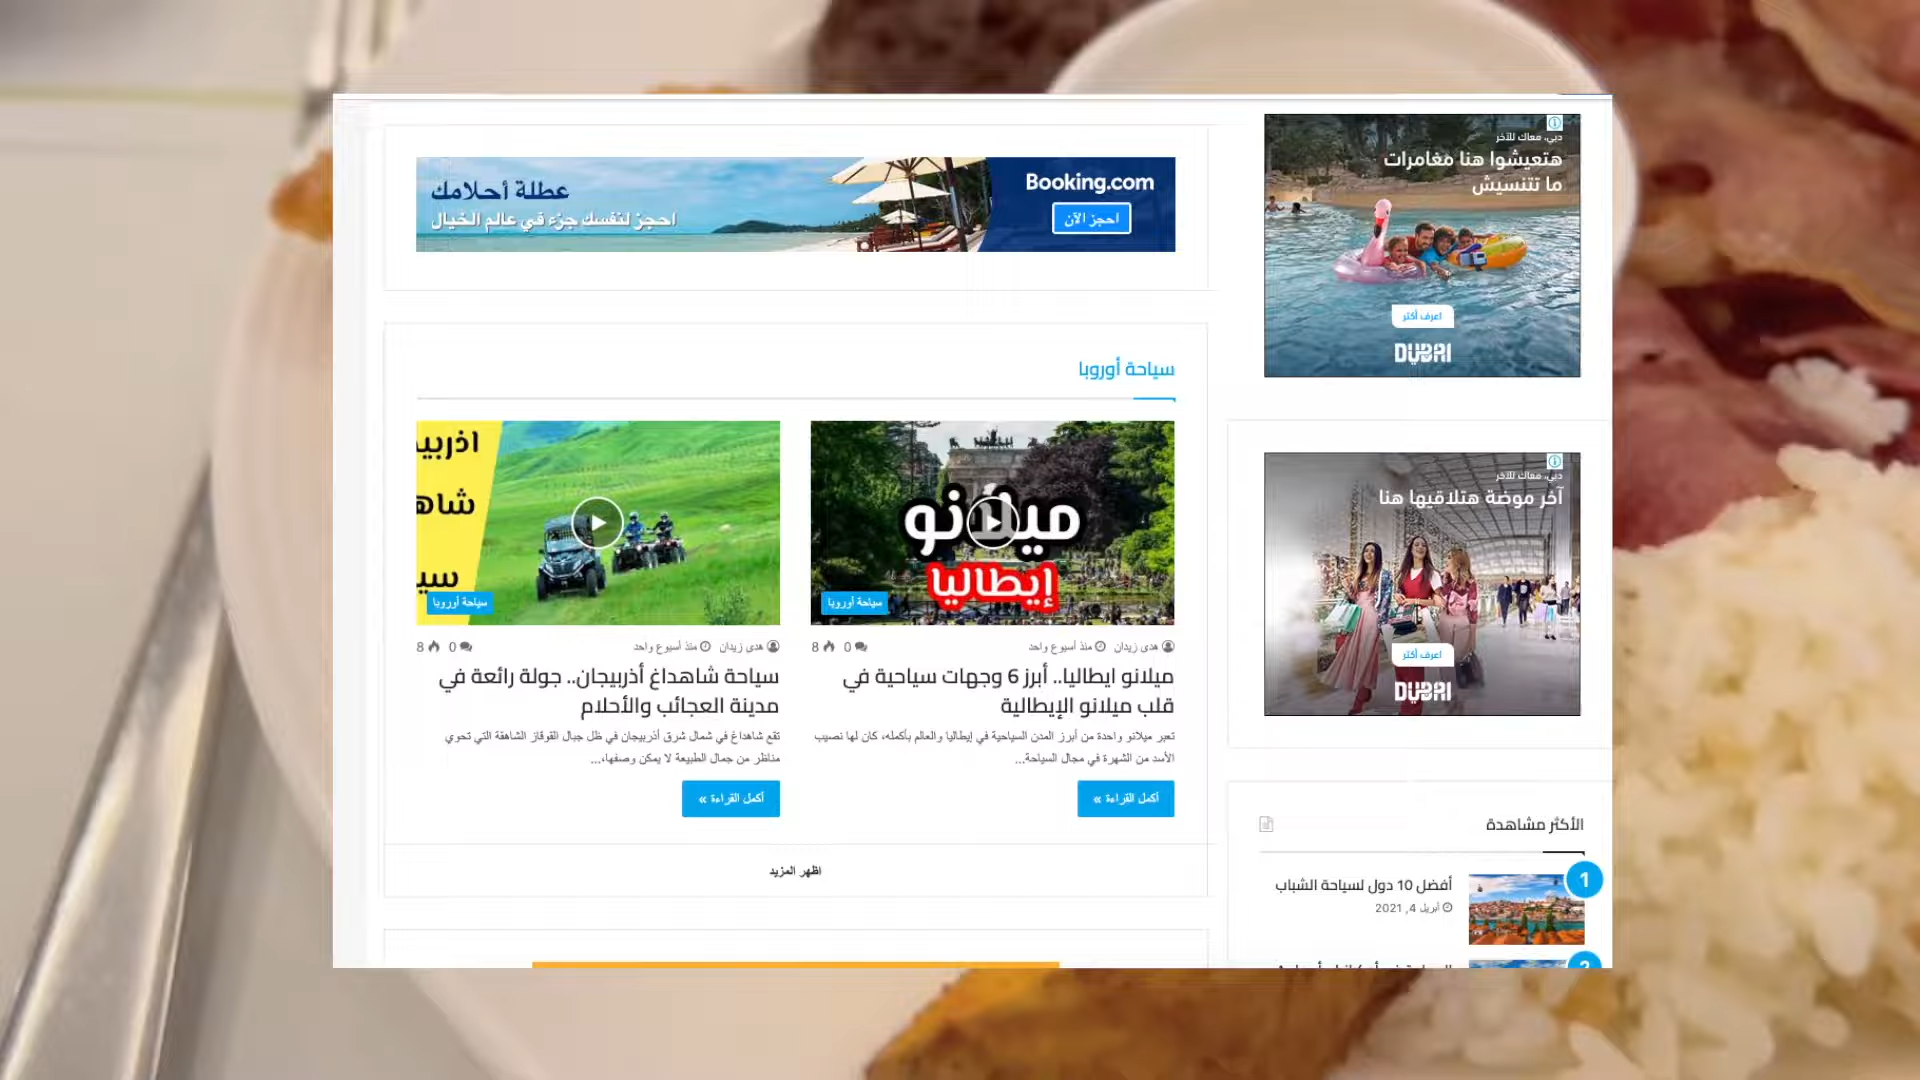 عطلة أحلامك
احجز لنفسك جزء في عالم الخيال
Booking.com
احجز الآن
دبي، معاك للآخر
هتعيشوا هنا مغامرات
ما تتنسيش
اعرف أكتر
DUBAI
سياحة أوروبا
ميلانو
إيطاليا
سياحة أوروبا
هدى زيدان منذ أسبوع واحد 0 8
ميلانو ايطاليا.. أبرز 6 وجهات سياحية في
قلب ميلانو الإيطالية
تعبر ميلانو واحدة من أبرز المدن السياحية في إيطاليا والعالم بأكمله، كان لها نصيب
الأسد من الشهرة في مجال السياحة...
أكمل القراءة »
اذربيـ
شاهـ
سيـ
سياحة أوروبا
هدى زيدان منذ أسبوع واحد 0 8
سياحة شاهداغ أذربيجان.. جولة رائعة في
مدينة العجائب والأحلام
تقع شاهداغ في شمال شرق أذربيجان في ظل جبال القوقاز الشاهقة التي تحوي
مناظر من جمال الطبيعة لا يمكن وصفها،...
أكمل القراءة »
اظهر المزيد
دبي، معاك للآخر
آخر موضة هتلاقيها هنا
اعرف أكتر
DUBAI
الأكثر مشاهدة
1
أفضل 10 دول لسياحة الشباب
أبريل 4, 2021
2